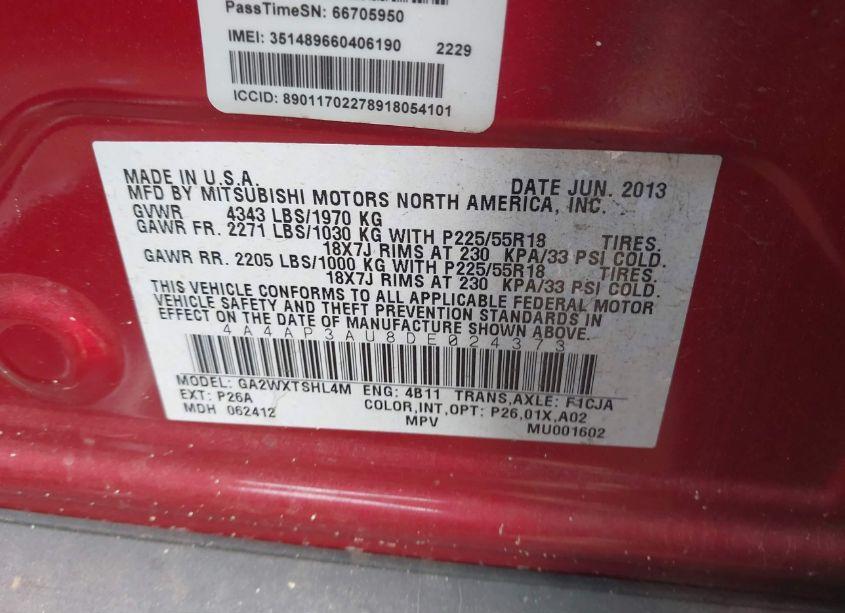 PassTimeSN: 66705950
IMEI: 351489660406190 2229
ICCID: 89011702278918054101
MADE IN U.S.A. DATE JUN. 2013
MFD BY MITSUBISHI MOTORS NORTH AMERICA, INC.
GVWR 4343 LBS/1970 KG
GAWR FR. 2271 LBS/1030 KG WITH P225/55R18 TIRES.
18X7J RIMS AT 230 KPA/33 PSI COLD.
GAWR RR. 2205 LBS/1000 KG WITH P225/55R18 TIRES.
18X7J RIMS AT 230 KPA/33 PSI COLD.
THIS VEHICLE CONFORMS TO ALL APPLICABLE FEDERAL MOTOR
VEHICLE SAFETY AND THEFT PREVENTION STANDARDS IN
EFFECT ON THE DATE OF MANUFACTURE SHOWN ABOVE.
4A4AP3AU8DE024373
MODEL: GA2WXTSHL4M ENG: 4B11 TRANS,AXLE: F1CJA
EXT: P26A COLOR,INT,OPT: P26,01X,A02
MDH 062412 MPV MU001602